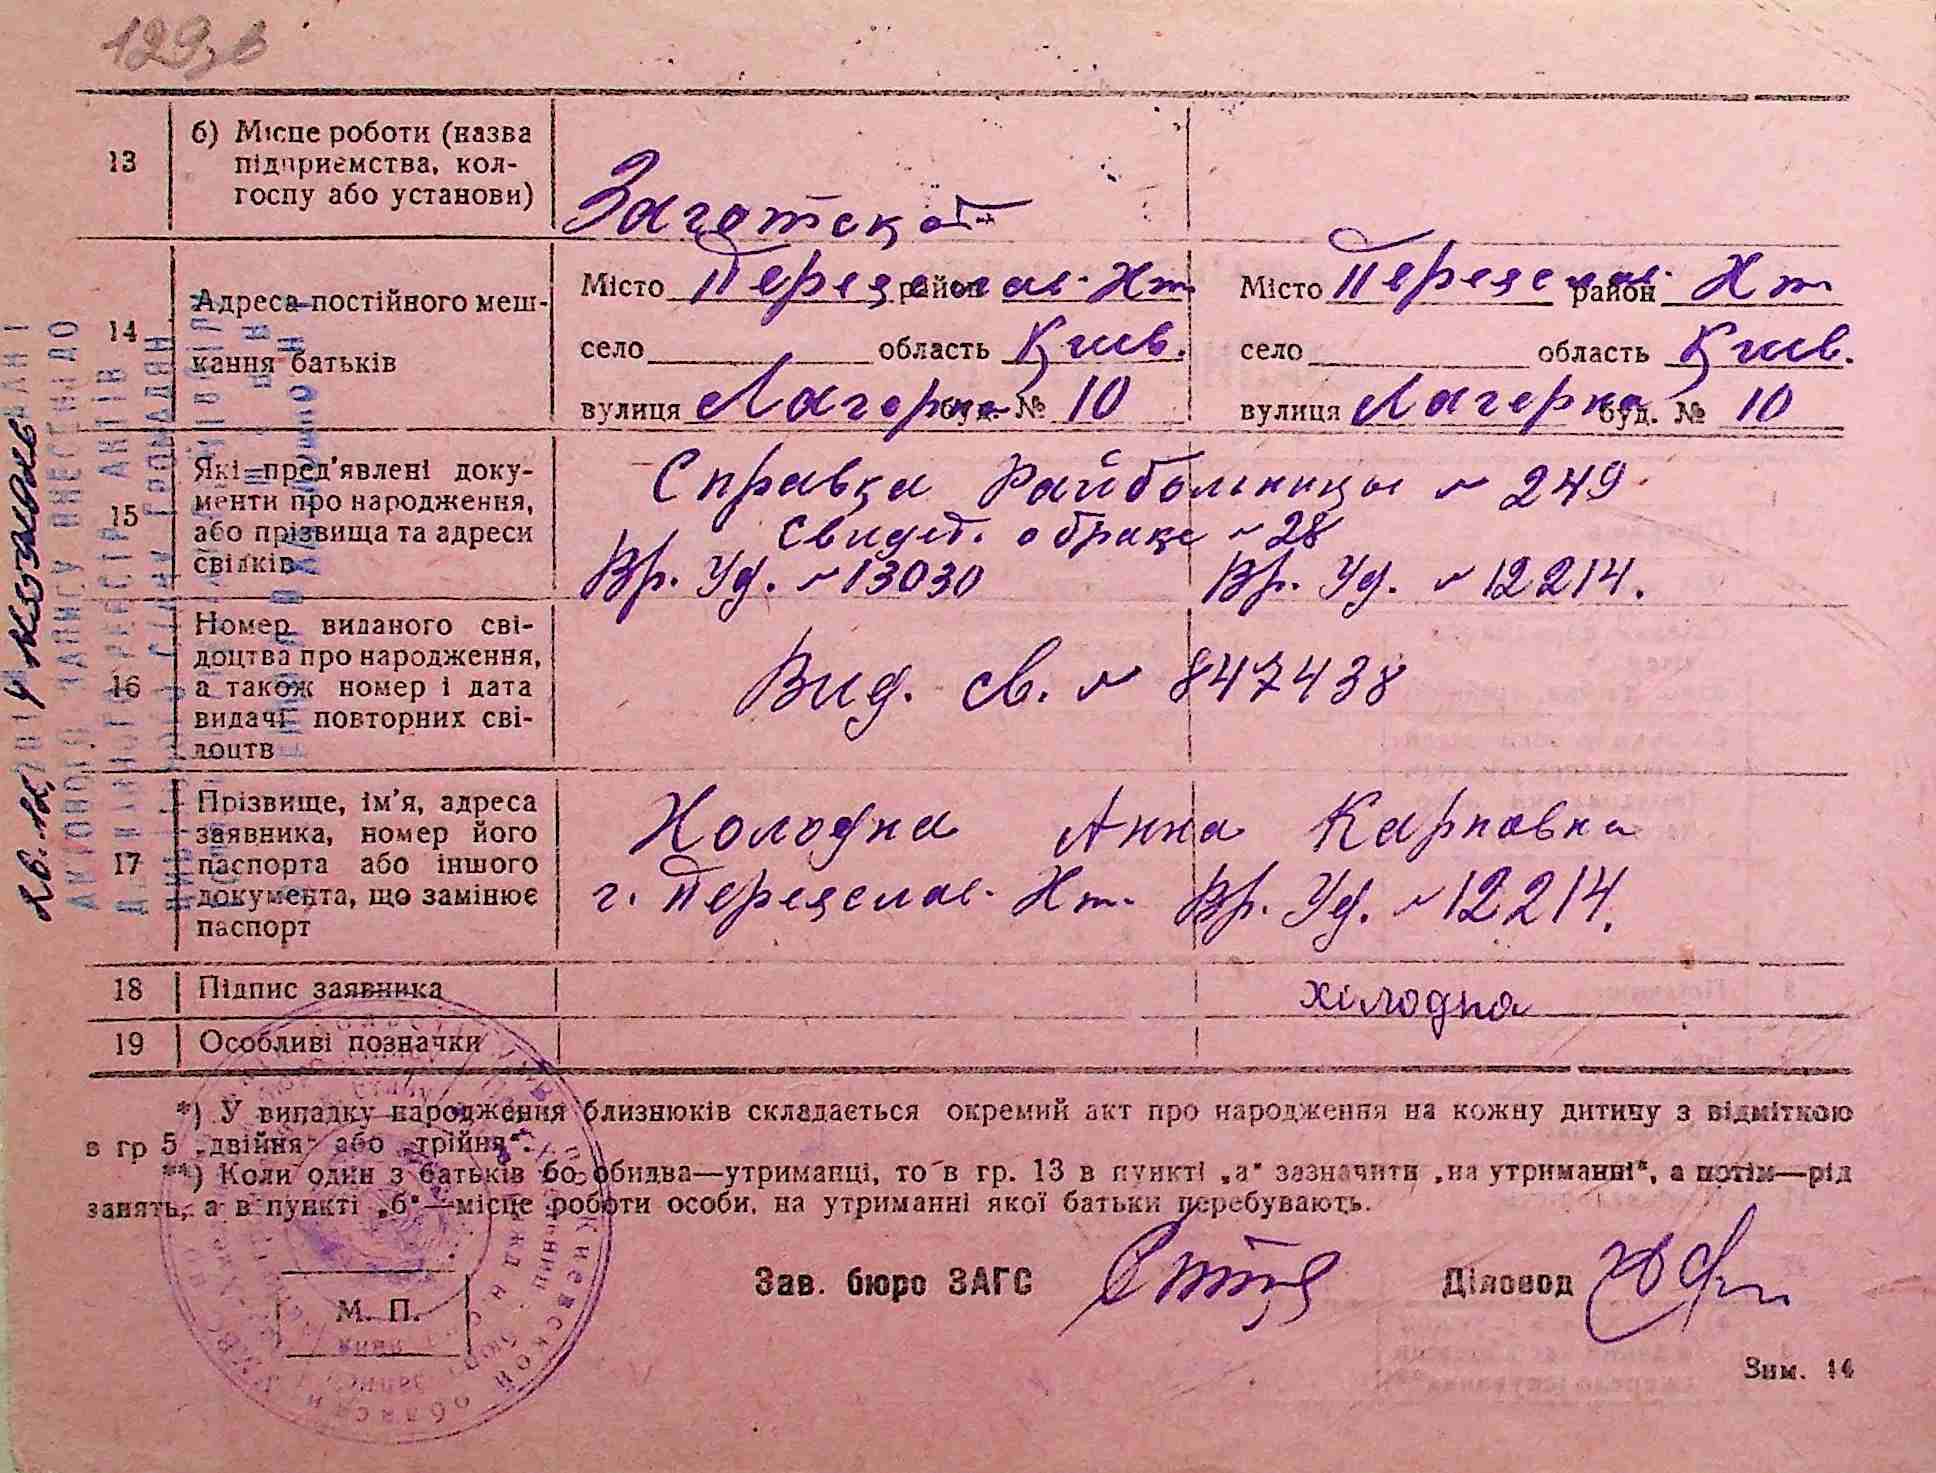 129зв
13
б) Місце роботи (назва
підприємства, кол-
госпу або установи)
Заготскот
14
Адреса постійного меш-
кання батьків
Місто Переяслав-Хм. район
село область Київ.
вулиця Лагерна буд. № 10
Місто Переяслав- район Хм
село область Київ.
вулиця Лагерна буд. № 10
15
Які пред'явлені доку-
менти про народження,
або прізвища та адреси
свідків
Справка Райбольницы № 249
Свидет. о браке № 28
Вр. Уд. № 13030 Вр. Уд. № 12214.
16
Номер виданого сві-
доцтва про народження,
а також номер і дата
видачі повторних сві-
доцтв
Выд. св. № 847438
17
Прізвище, ім'я, адреса
заявника, номер його
паспорта або іншого
документа, що замінює
паспорт
Холодна Анна Карповна
г. Переяслав-Хм. Вр. Уд. № 12214.
18 Підпис заявника холодна
19 Особливі позначки
*) У випадку народження близнюків складається окремий акт про народження на кожну дитину з відміткою
в гр 5 „двійня" або „трійня".
**) Коли один з батьків бо обидва—утриманці, то в гр. 13 в пункті „а" зазначити „на утриманні", а потім—рід
занять, а в пункті „б"—місце роботи особи, на утриманні якої батьки перебувають.
Зав. бюро ЗАГС Діловод
М. П.
Зим. 14